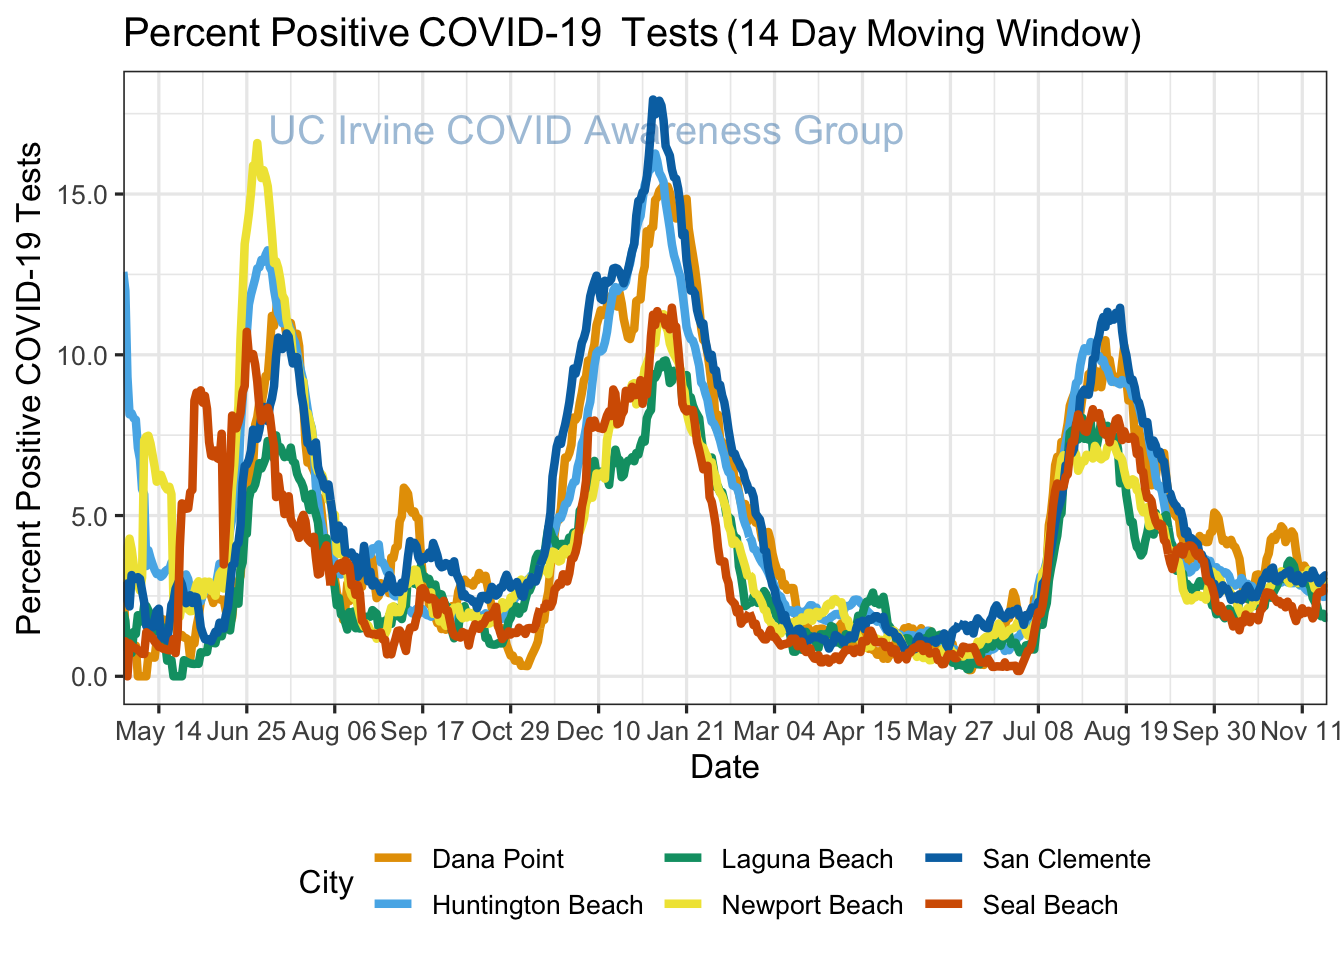 Percent Positive COVID-19 Tests (14 Day Moving Window)
UC Irvine COVID Awareness Group
Percent Positive COVID-19 Tests
15.0
10.0
5.0
0.0
May 14 Jun 25 Aug 06 Sep 17 Oct 29 Dec 10 Jan 21 Mar 04 Apr 15 May 27 Jul 08 Aug 19 Sep 30 Nov 11
Date
City
Dana Point Laguna Beach San Clemente
Huntington Beach Newport Beach Seal Beach